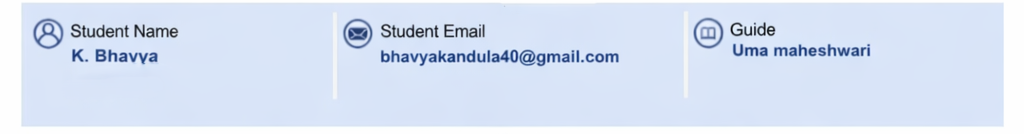 Student Name
K. Bhavya
Student Email
bhavyakandula40@gmail.com
Guide
Uma maheshwari